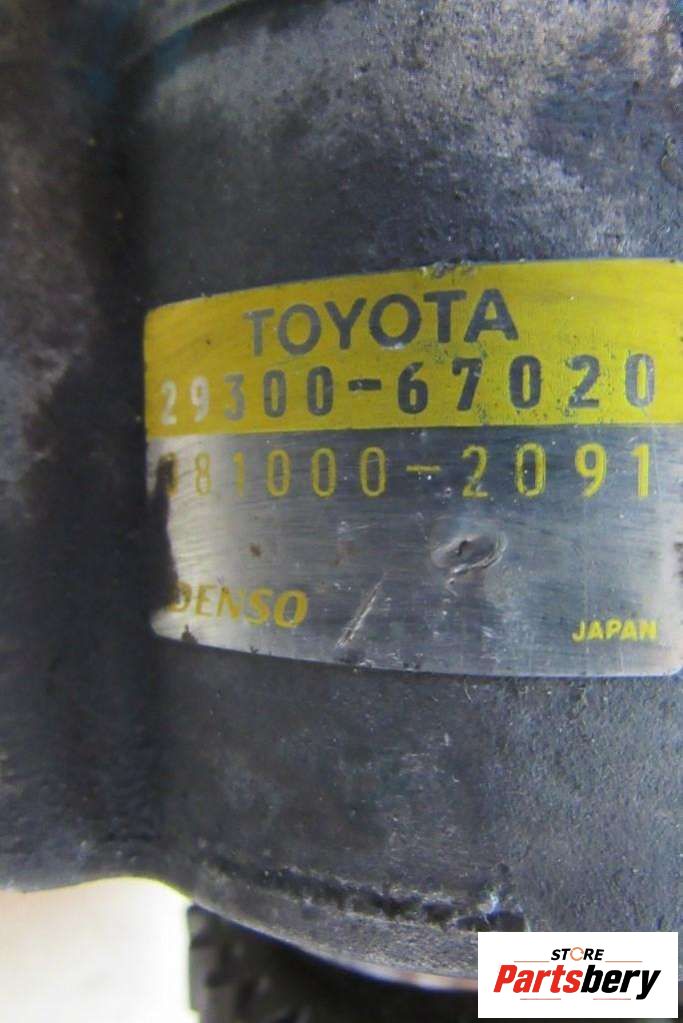 TOYOTA
29300-67020
081000-2091
DENSO
JAPAN
STORE
Partsbery